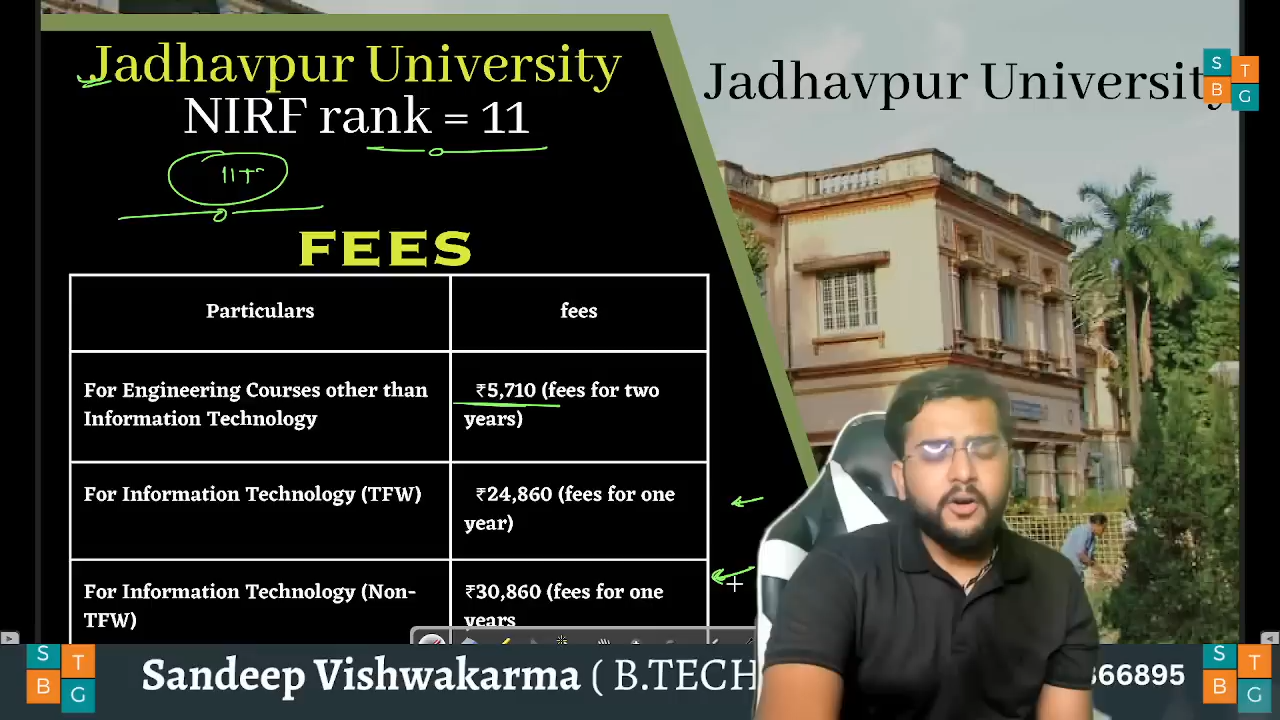 Jadhavpur University
NIRF rank = 11
11+
FEES
Particulars
fees
For Engineering Courses other than
Information Technology
₹5,710 (fees for two
years)
For Information Technology (TFW)
₹24,860 (fees for one
year)
For Information Technology (Non-
TFW)
₹30,860 (fees for one
years
Jadhavpur University
S T
B G
S T
B G
Sandeep Vishwakarma ( B.TECH
66895
S T
B G